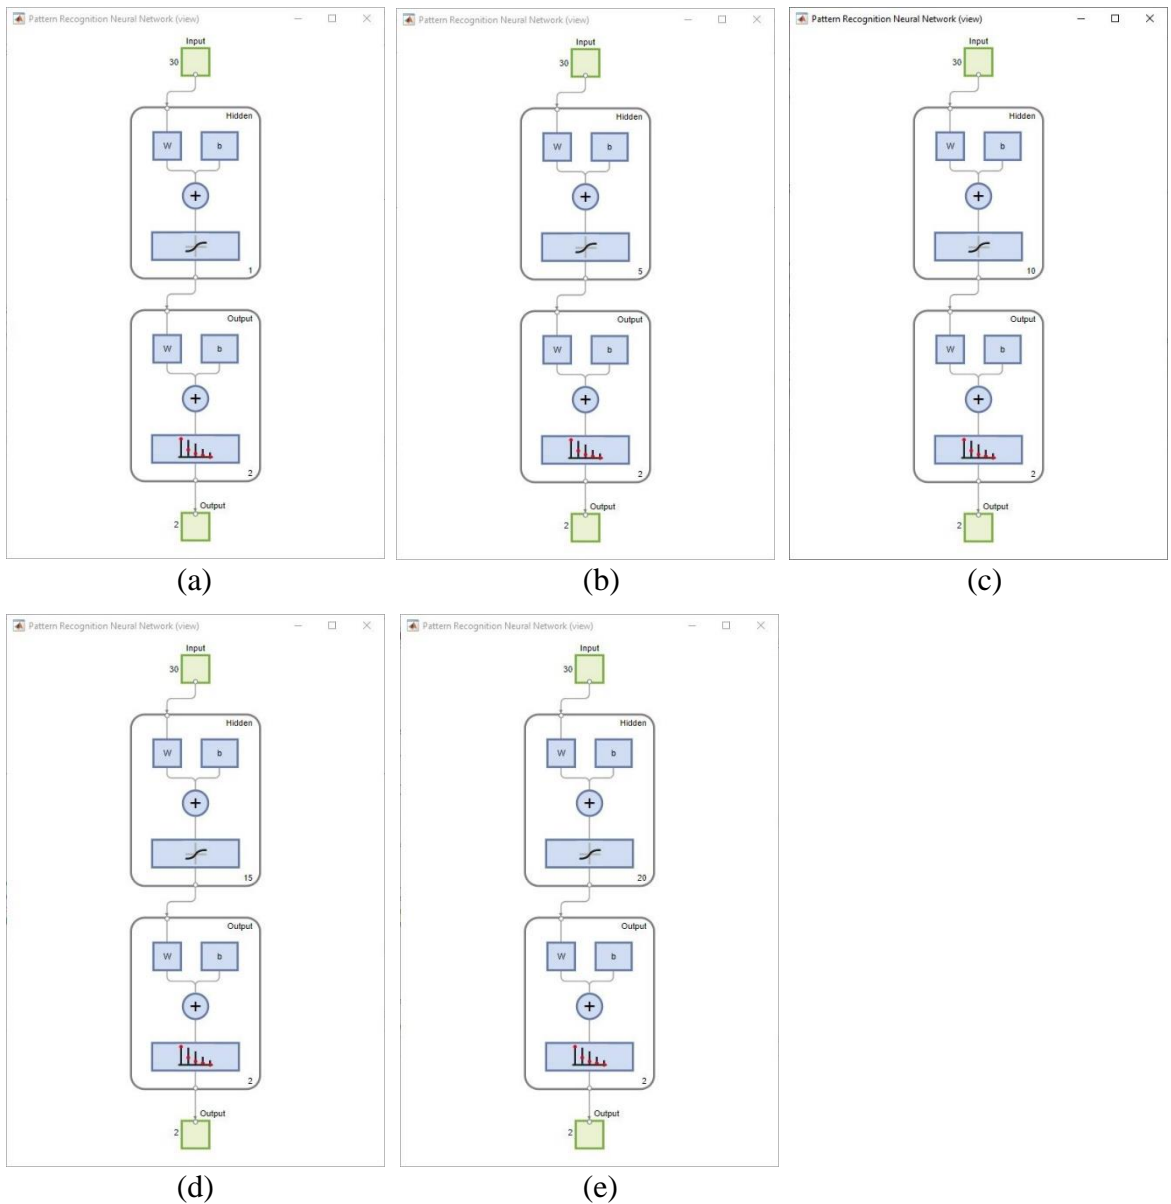 Pattern Recognition Neural Network (view)
Input
30
Hidden
W b
+
1
Output
W b
+
2
Output
2
(a)
Pattern Recognition Neural Network (view)
Input
30
Hidden
W b
+
5
Output
W b
+
2
Output
2
(b)
Pattern Recognition Neural Network (view)
Input
30
Hidden
W b
+
10
Output
W b
+
2
Output
2
(c)
Pattern Recognition Neural Network (view)
Input
30
Hidden
W b
+
15
Output
W b
+
2
Output
2
(d)
Pattern Recognition Neural Network (view)
Input
30
Hidden
W b
+
20
Output
W b
+
2
Output
2
(e)